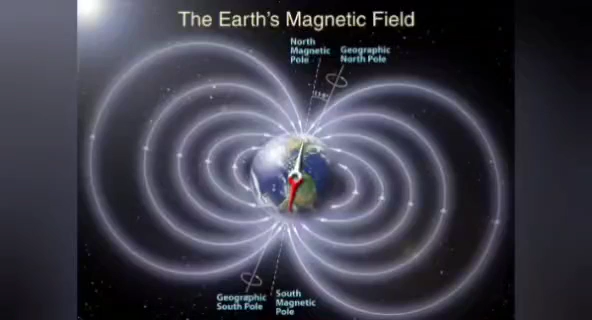 The Earth's Magnetic Field
North
Magnetic
Pole
Geographic
North Pole
Geographic
South Pole
South
Magnetic
Pole